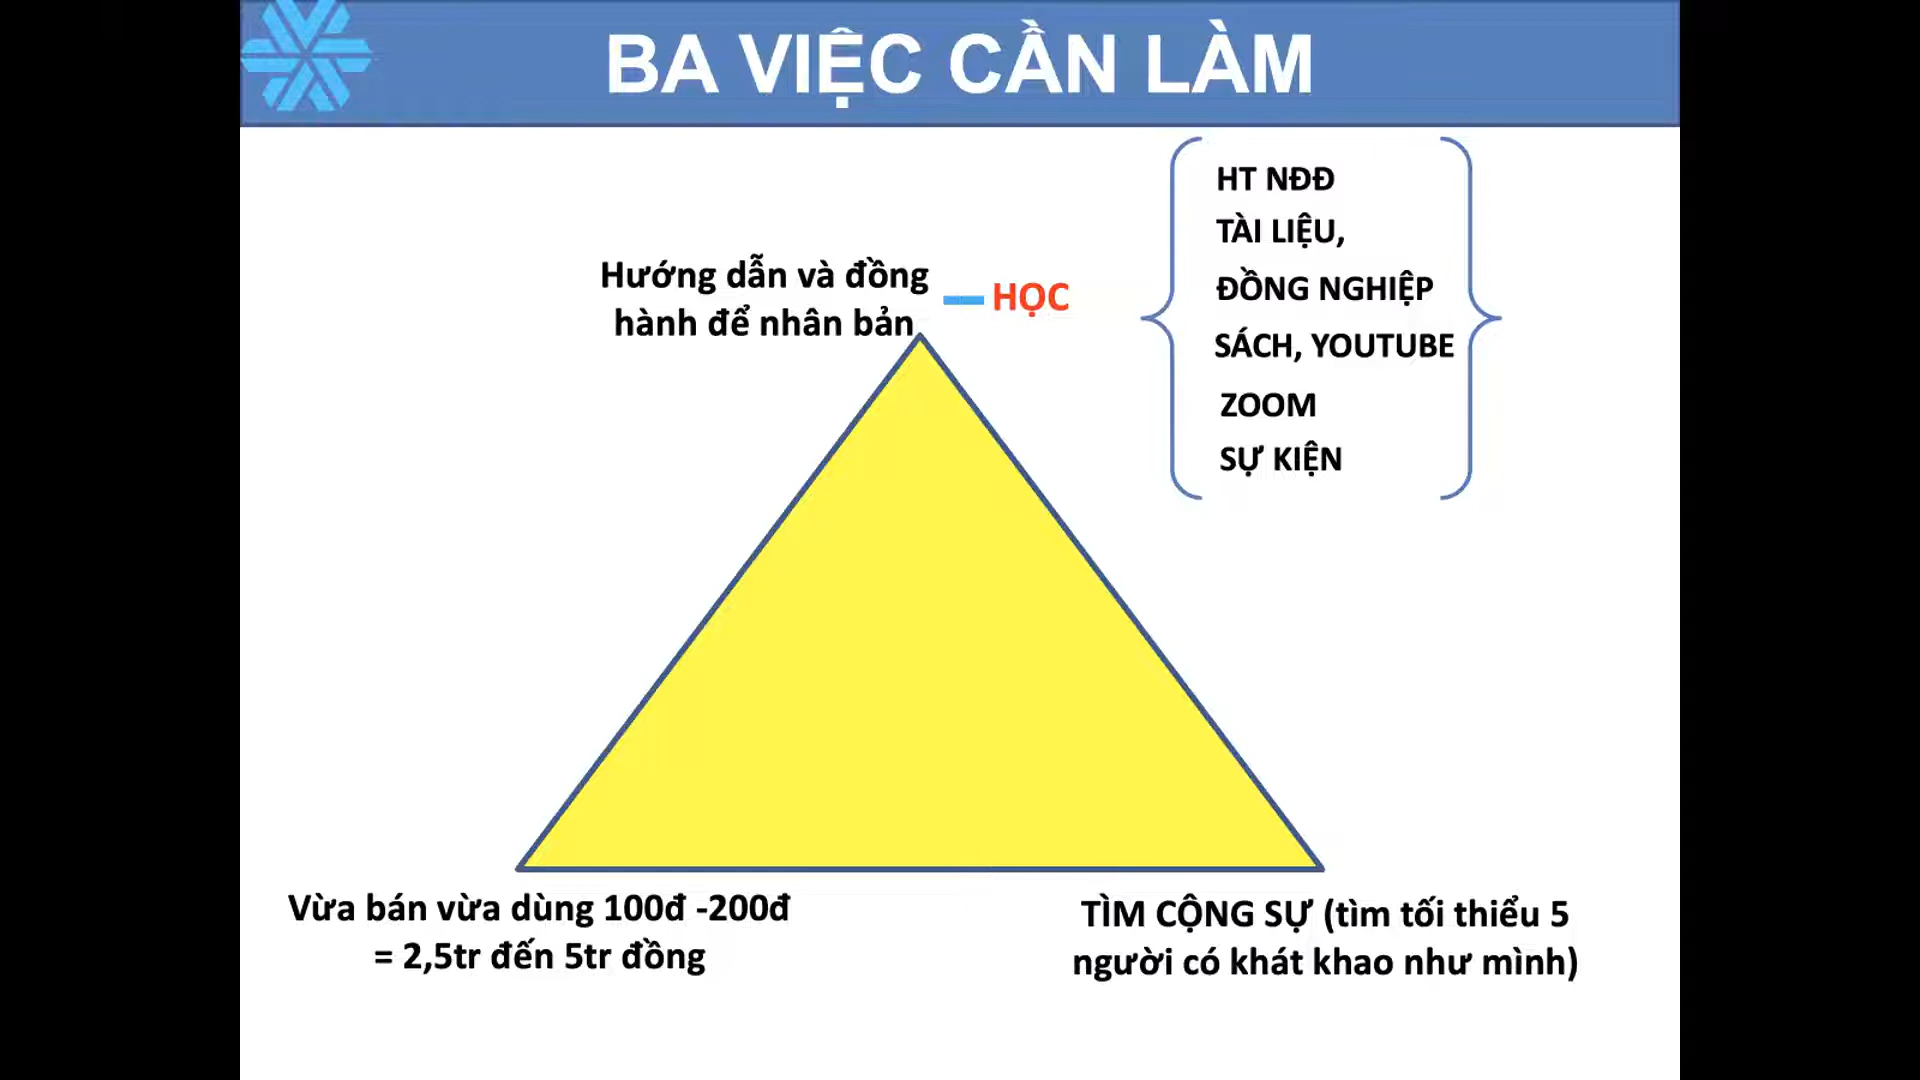 BA VIỆC CẦN LÀM
HT NĐĐ
TÀI LIỆU,
ĐỒNG NGHIỆP
SÁCH, YOUTUBE
ZOOM
SỰ KIỆN
Hướng dẫn và đồng
hành để nhân bản
HỌC
Vừa bán vừa dùng 100đ -200đ
= 2,5tr đến 5tr đồng
TÌM CỘNG SỰ (tìm tối thiểu 5
người có khát khao như mình)